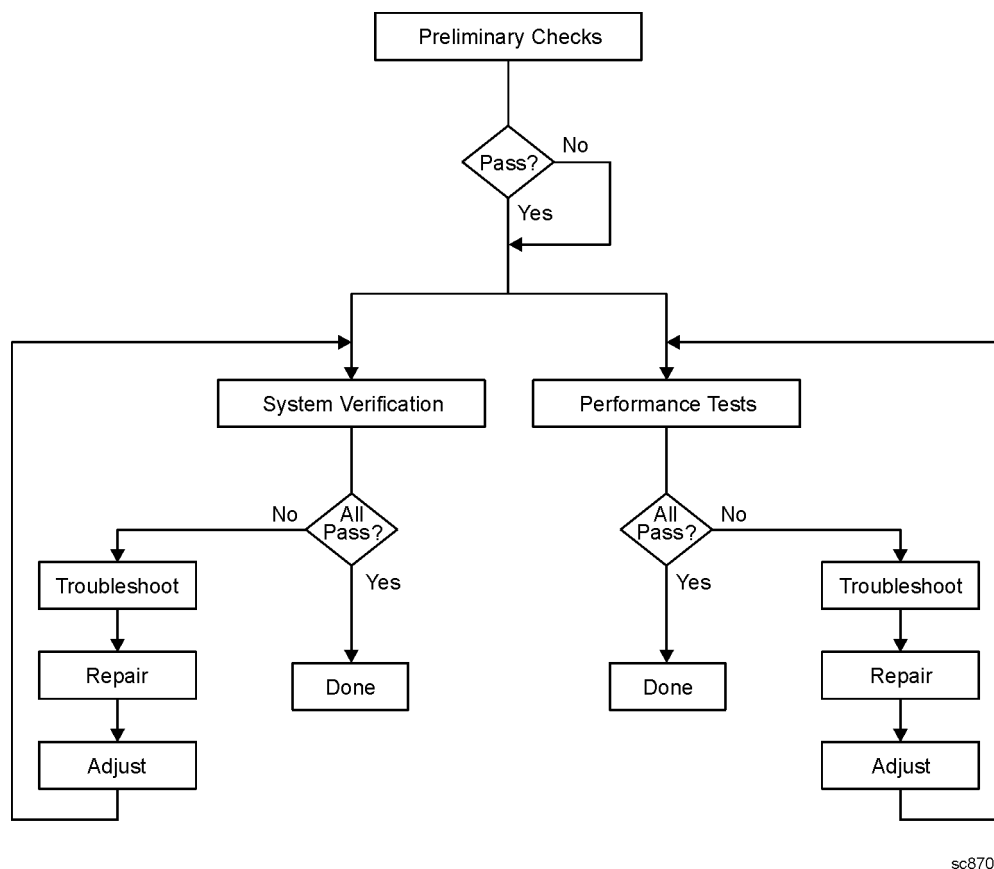 Preliminary Checks
Pass?
No
Yes
System Verification
Performance Tests
No
All
Pass?
Yes
All
Pass?
No
Yes
Troubleshoot
Repair
Adjust
Done
Done
Troubleshoot
Repair
Adjust
sc870